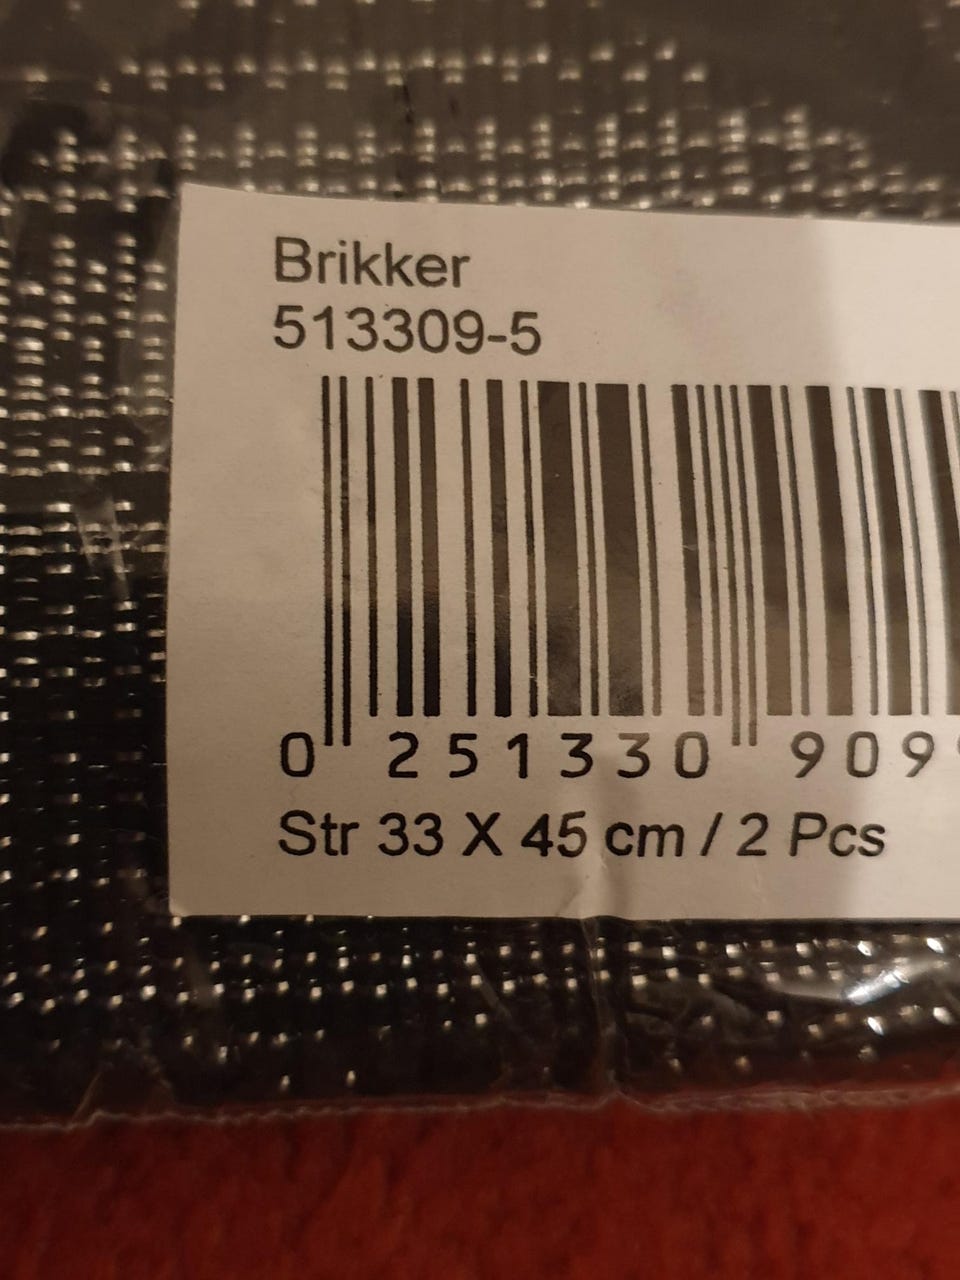 Brikker
513309-5
0 251330 909
Str 33 X 45 cm / 2 Pcs